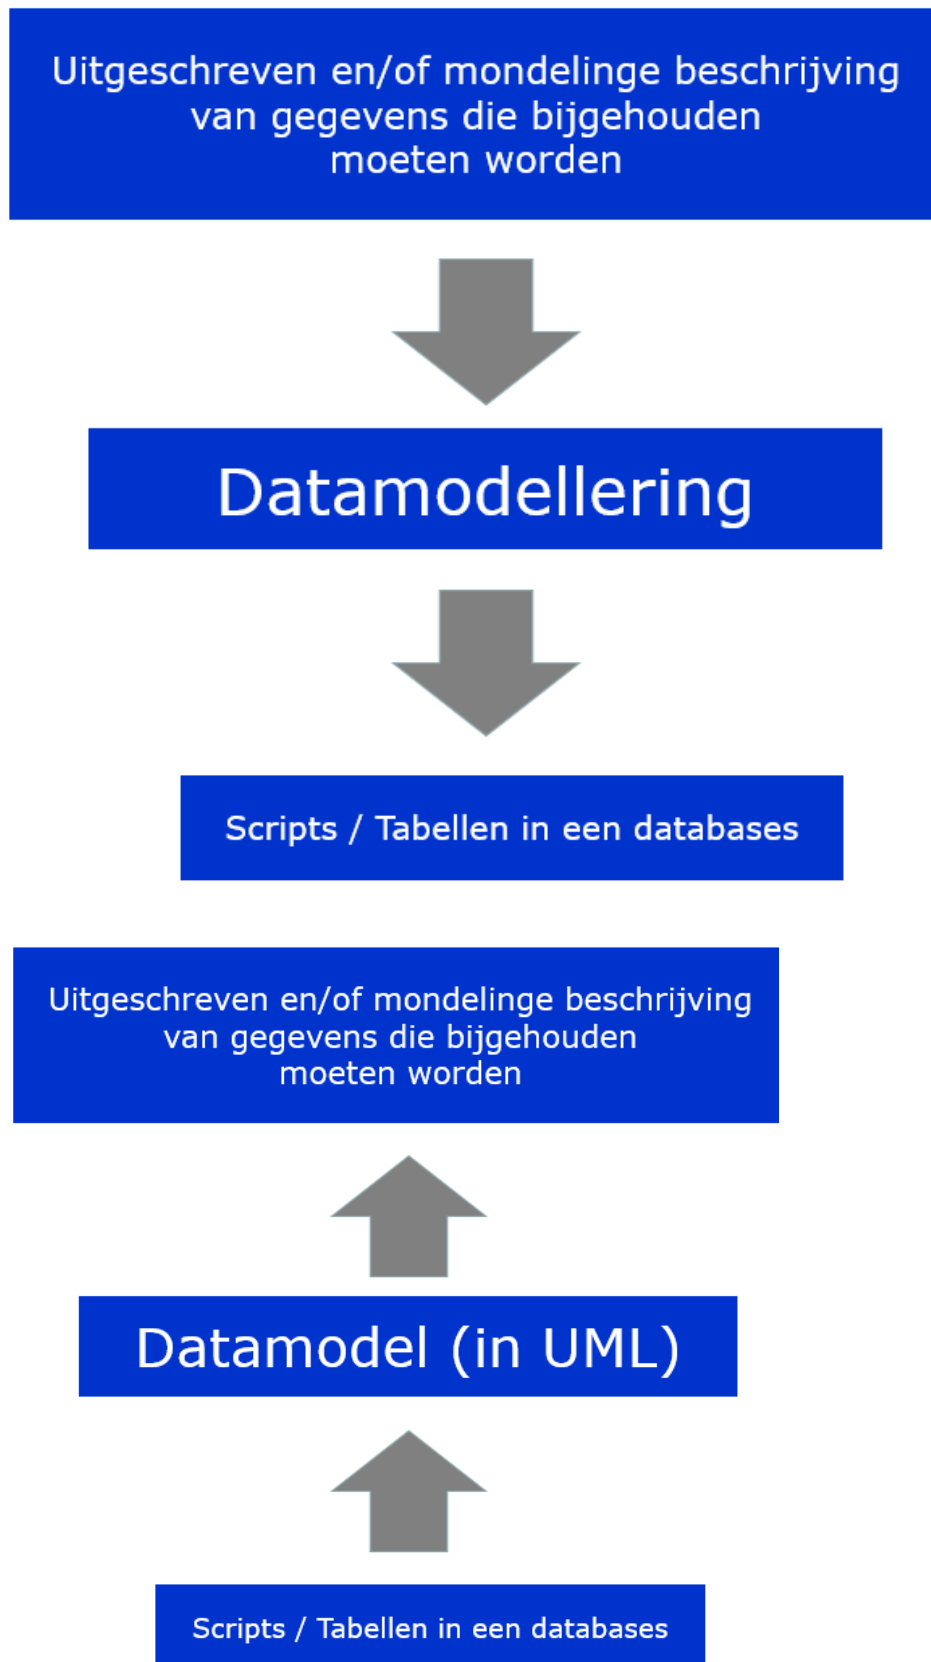 Uitgeschreven en/of mondelinge beschrijving
van gegevens die bijgehouden
moeten worden
Datamodellering
Scripts / Tabellen in een databases
Uitgeschreven en/of mondelinge beschrijving
van gegevens die bijgehouden
moeten worden
Datamodel (in UML)
Scripts / Tabellen in een databases